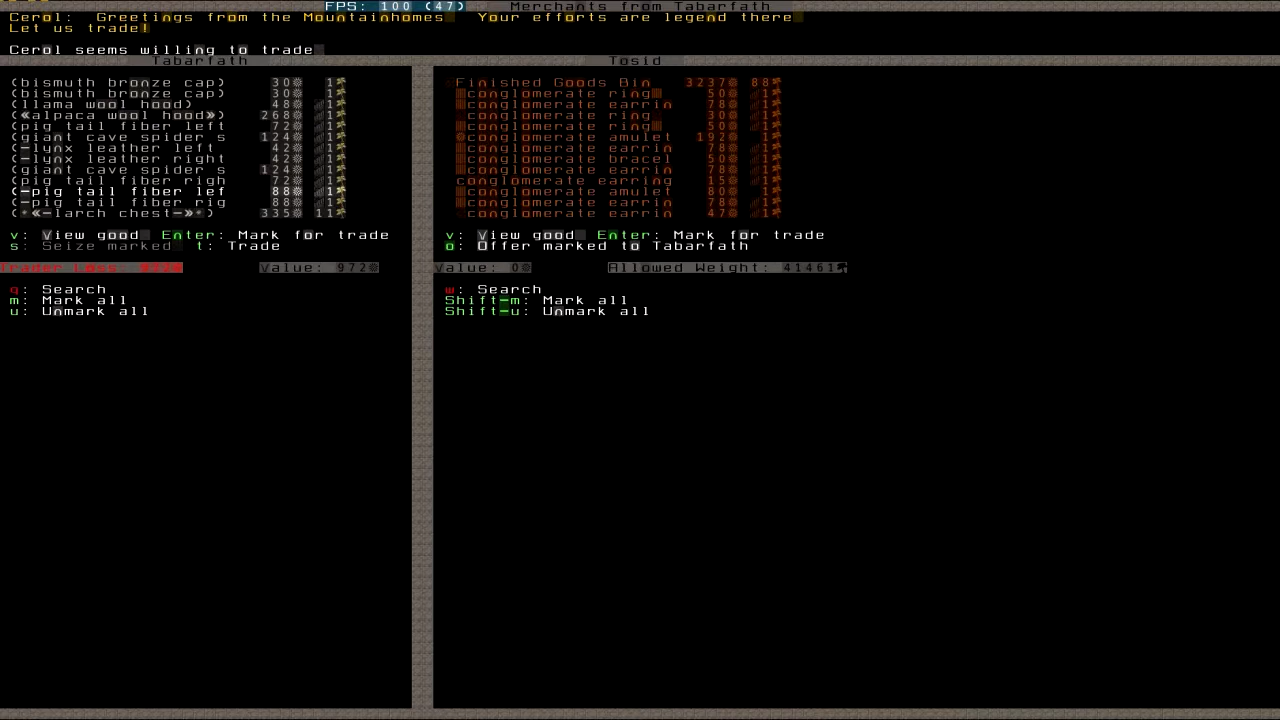 FPS: 100 (47) Merchants from Tabarfath
Cerol: Greetings from the Mountainhomes. Your efforts are legend there.
Let us trade!
Cerol seems willing to trade.
Tabarfath Tosid
(bismuth bronze cap) 30☼ 1 Finished Goods Bin 3237☼ 88
(bismuth bronze cap) 30☼ 1 conglomerate ring 50☼ 1
(llama wool hood) 48☼ 1 conglomerate earrin 78☼ 1
(«alpaca wool hood») 268☼ 1 conglomerate ring 30☼ 1
(pig tail fiber left 72☼ 1 conglomerate ring 50☼ 1
(giant cave spider s 124☼ 1 conglomerate amulet 192☼ 1
(-lynx leather left 42☼ 1 conglomerate earrin 78☼ 1
(-lynx leather right 42☼ 1 conglomerate bracel 50☼ 1
(giant cave spider s 124☼ 1 conglomerate earrin 78☼ 1
(pig tail fiber righ 72☼ 1 conglomerate earring 15☼ 1
(-pig tail fiber lef 88☼ 1 conglomerate amulet 80☼ 1
(-pig tail fiber rig 88☼ 1 conglomerate earrin 78☼ 1
(*«-larch chest-»*) 335☼ 11 conglomerate earrin 47☼ 1
v: View good, Enter: Mark for trade v: View good, Enter: Mark for trade
s: Seize marked, t: Trade o: Offer marked to Tabarfath
Trader Loss: 972☼ Value: 972☼ Value: 0☼ Allowed Weight: 41461
q: Search w: Search
m: Mark all Shift-m: Mark all
u: Unmark all Shift-u: Unmark all